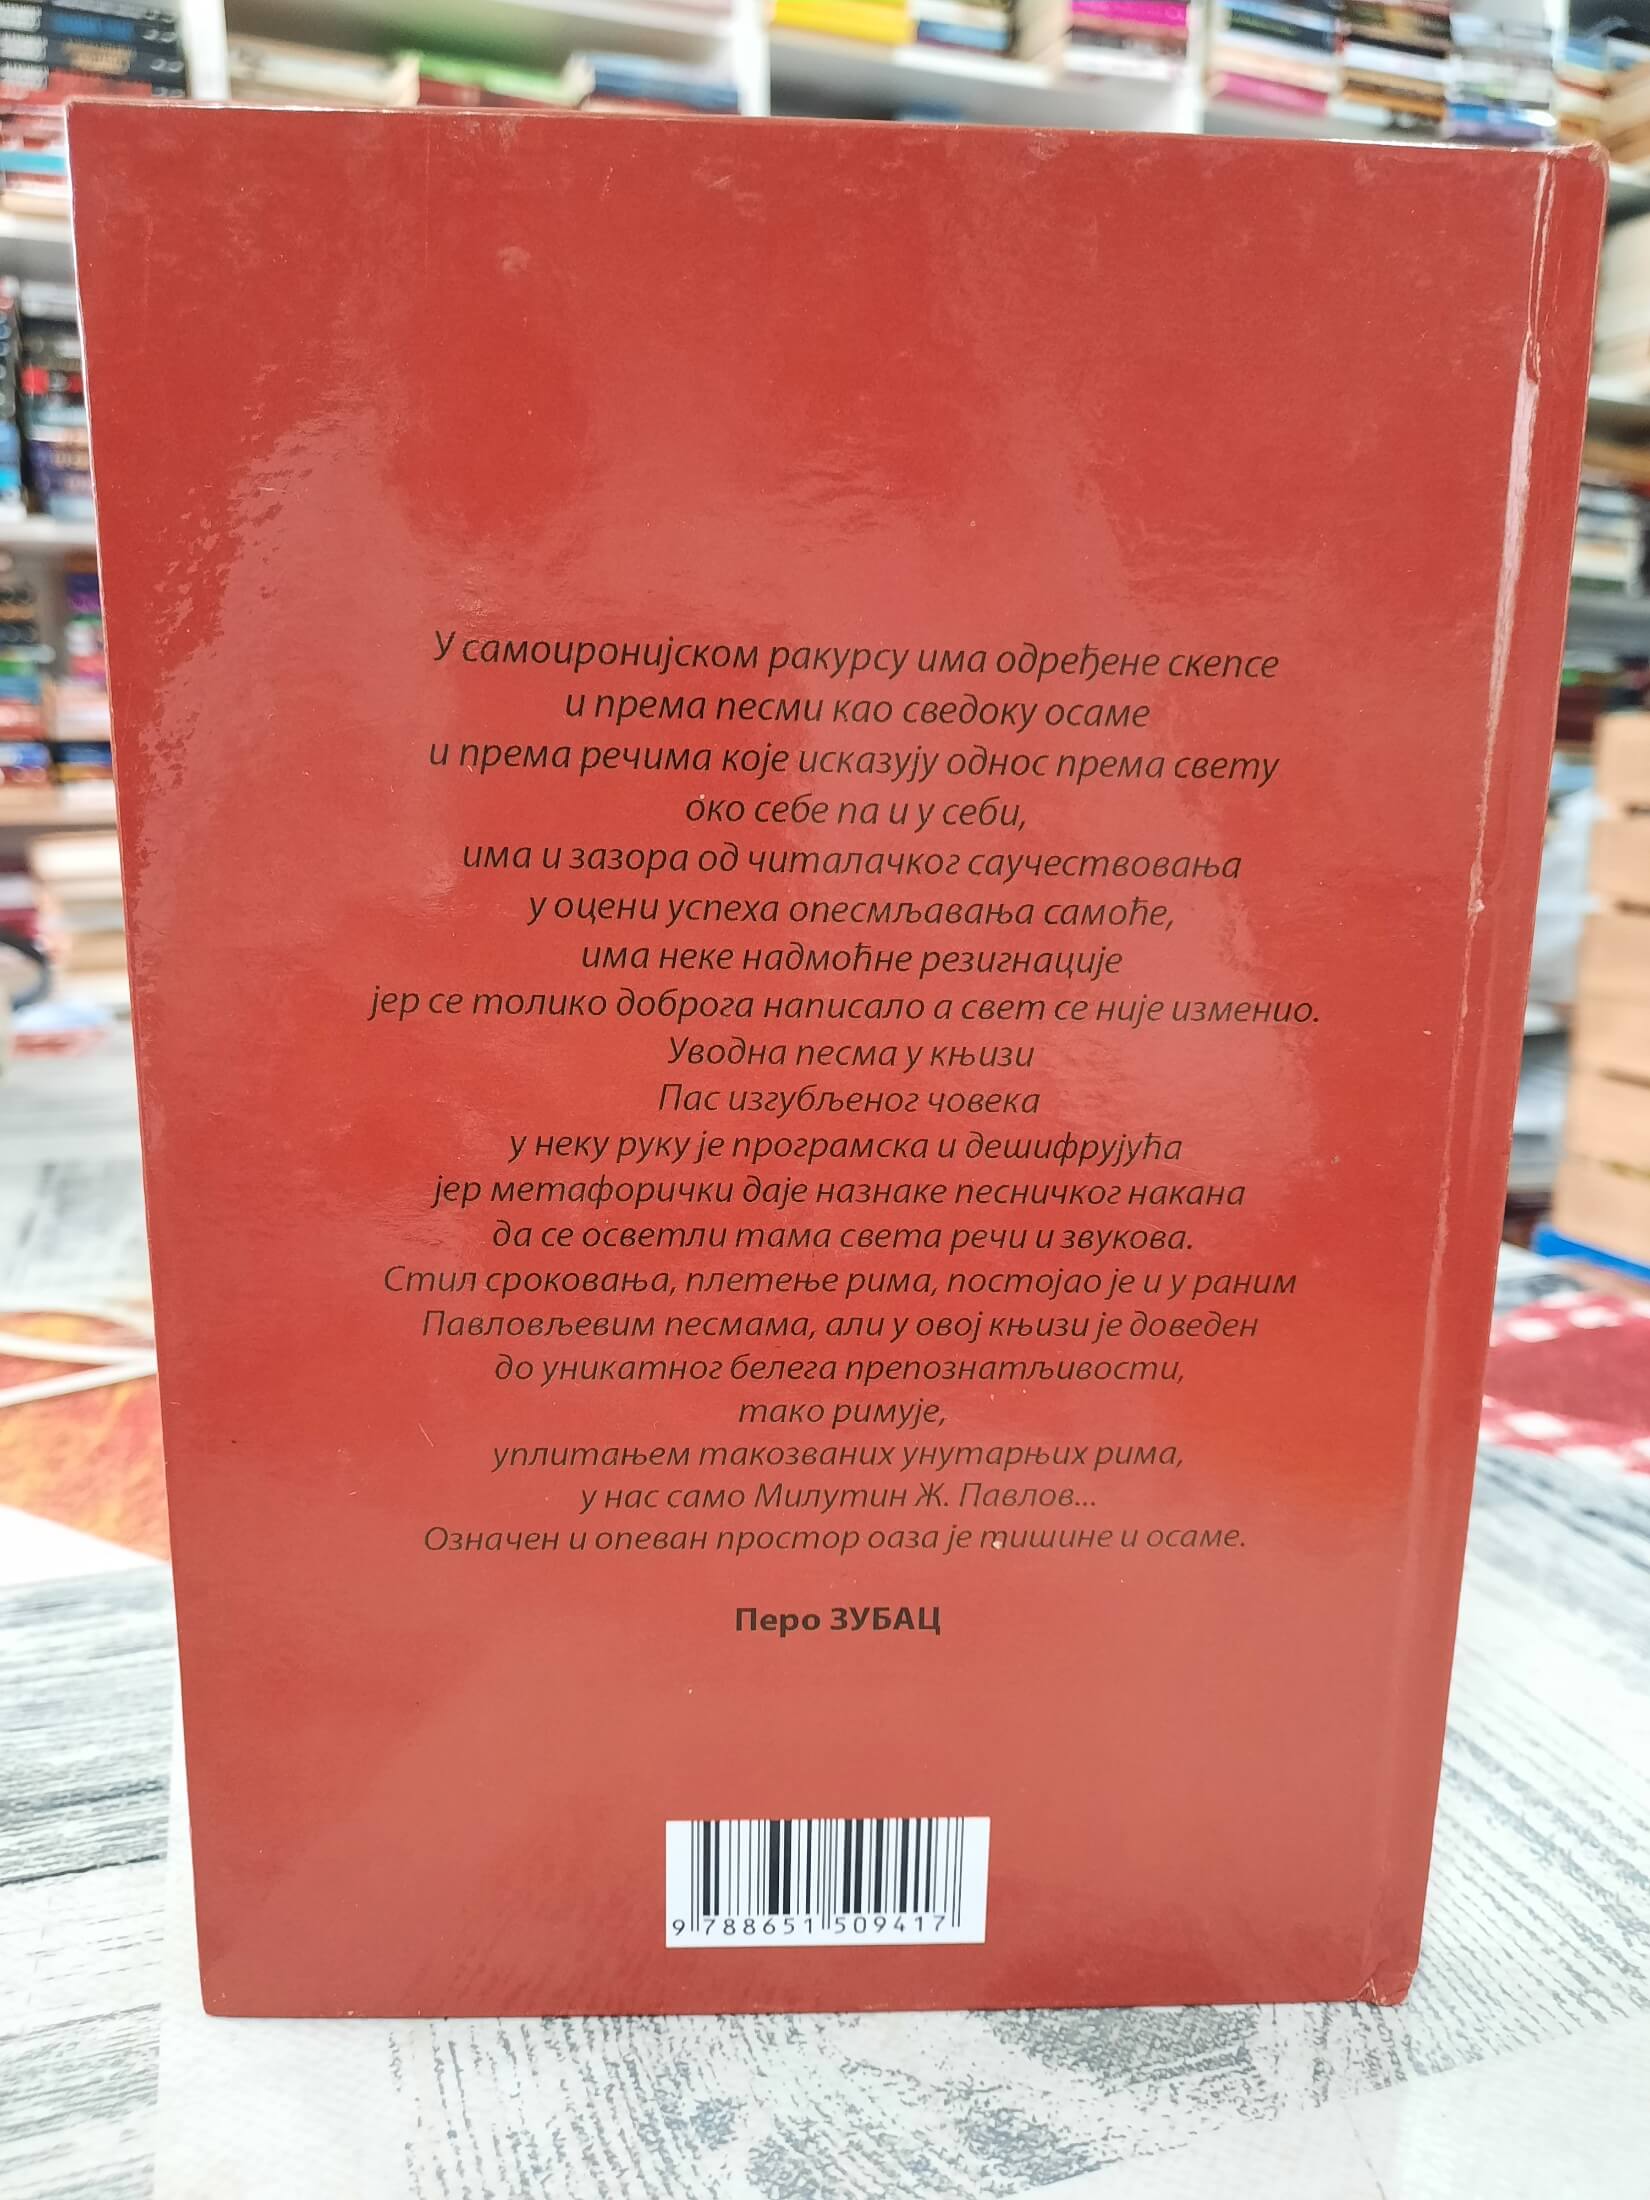 У самоиронијском ракурсу има одређене скепсе
и према песми као сведоку осаме
и према речима које исказују однос према свету
око себе па и у себи,
има и зазора од читалачког саучествовања
у оцени успеха опесмљавања самоће,
има неке надмоћне резигнације
јер се толико доброга написало а свет се није изменио.
Уводна песма у књизи
Пас изгубљеног човека
у неку руку је програмска и дешифрујућа
јер метафорички даје назнаке песничког накана
да се осветли тама света речи и звукова.
Стил сроковања, плетење рима, постојао је и у раним
Павловљевим песмама, али у овој књизи је доведен
до уникатног белега препознатљивости,
тако римује,
уплитањем такозваних унутарњих рима,
у нас само Милутин Ж. Павлов...
Означен и опеван простор оаза је тишине и осаме.
Перо ЗУБАЦ
9 788651 509417